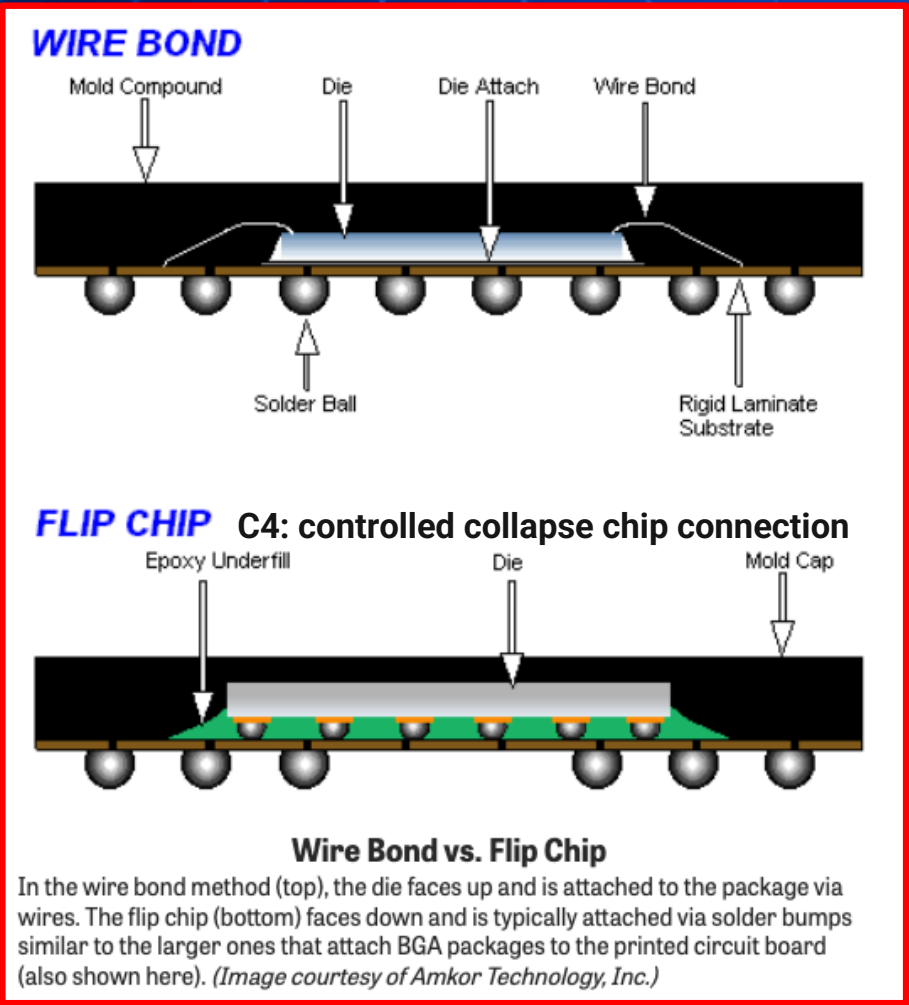 WIRE BOND
Mold Compound
Die
Die Attach
Wire Bond
Solder Ball
Rigid Laminate
Substrate
FLIP CHIP C4: controlled collapse chip connection
Epoxy Underfill
Die
Mold Cap
Wire Bond vs. Flip Chip
In the wire bond method (top), the die faces up and is attached to the package via
wires. The flip chip (bottom) faces down and is typically attached via solder bumps
similar to the larger ones that attach BGA packages to the printed circuit board
(also shown here). (Image courtesy of Amkor Technology, Inc.)